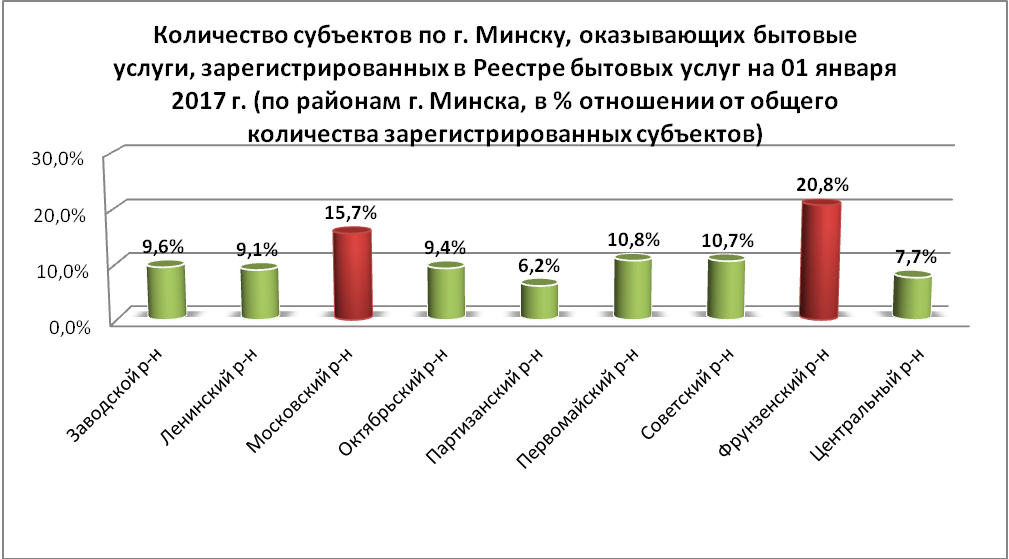 Количество субъектов по г. Минску, оказывающих бытовые
услуги, зарегистрированных в Реестре бытовых услуг на 01 января
2017 г. (по районам г. Минска, в % отношении от общего
количества зарегистрированных субъектов)
30,0%
20,0%
10,0%
0,0%
9,6%
9,1%
15,7%
9,4%
6,2%
10,8%
10,7%
20,8%
7,7%
Заводской р-н
Ленинский р-н
Московский р-н
Октябрьский р-н
Партизанский р-н
Первомайский р-н
Советский р-н
Фрунзенский р-н
Центральный р-н